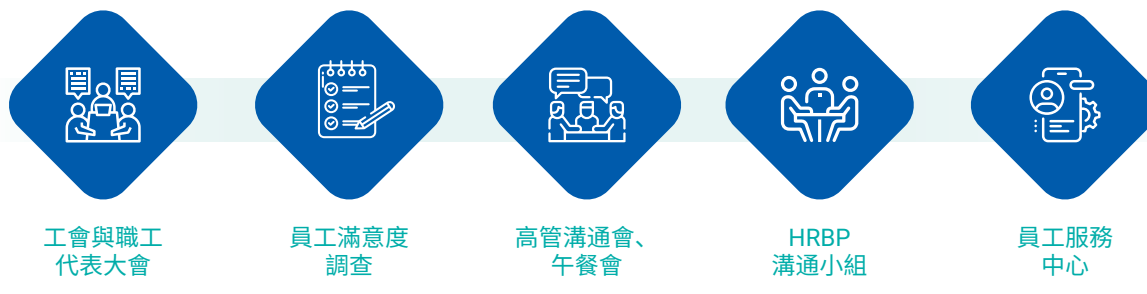 工會與職工
代表大會
員工滿意度
調查
高管溝通會、
午餐會
HRBP
溝通小組
員工服務
中心